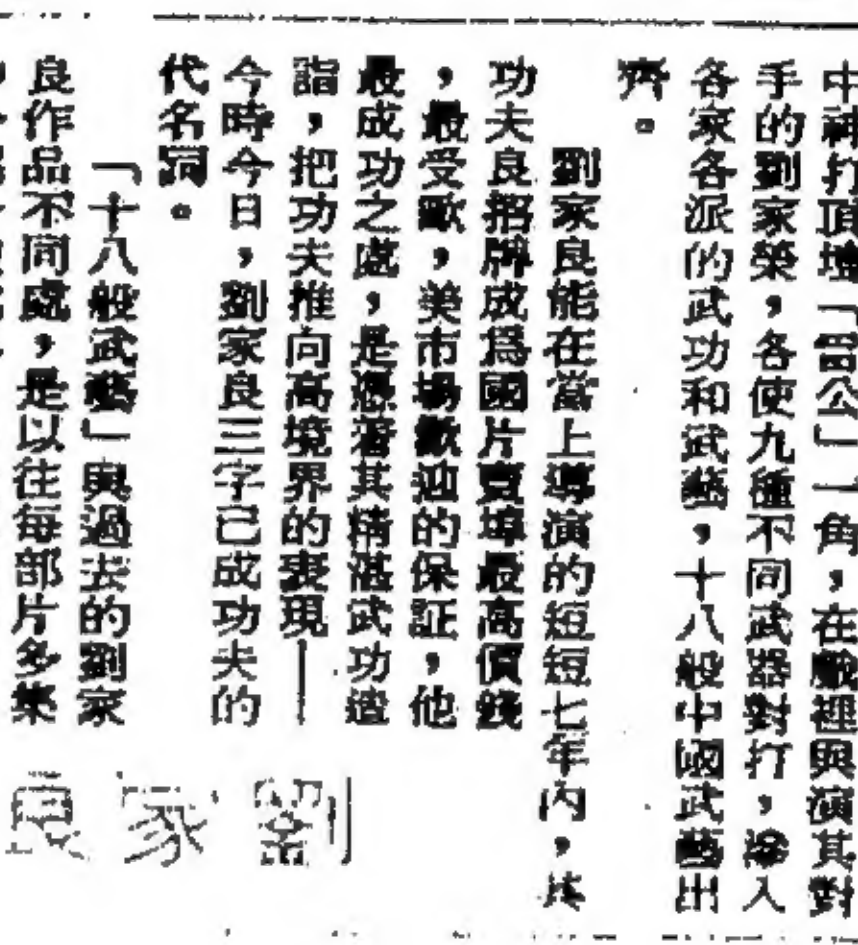 中神打頂壇「雷公」一角，在戲裡與演其對
手的劉家榮，各使九種不同武器對打，滲入
各家各派的武功和武藝，十八般中國武藝出
齊。
劉家良能在當上導演的短短七年內，其
功夫良招牌成爲國片賣埠最高價錢
，最受歐，美市場歡迎的保証，他
最成功之處，是憑著其精湛武功造
詣，把功夫推向高境界的表現——
今時今日，劉家良三字已成功夫的
代名詞。
「十八般武藝」與過去的劉家
良作品不同處，是以往每部片多集
劉家良